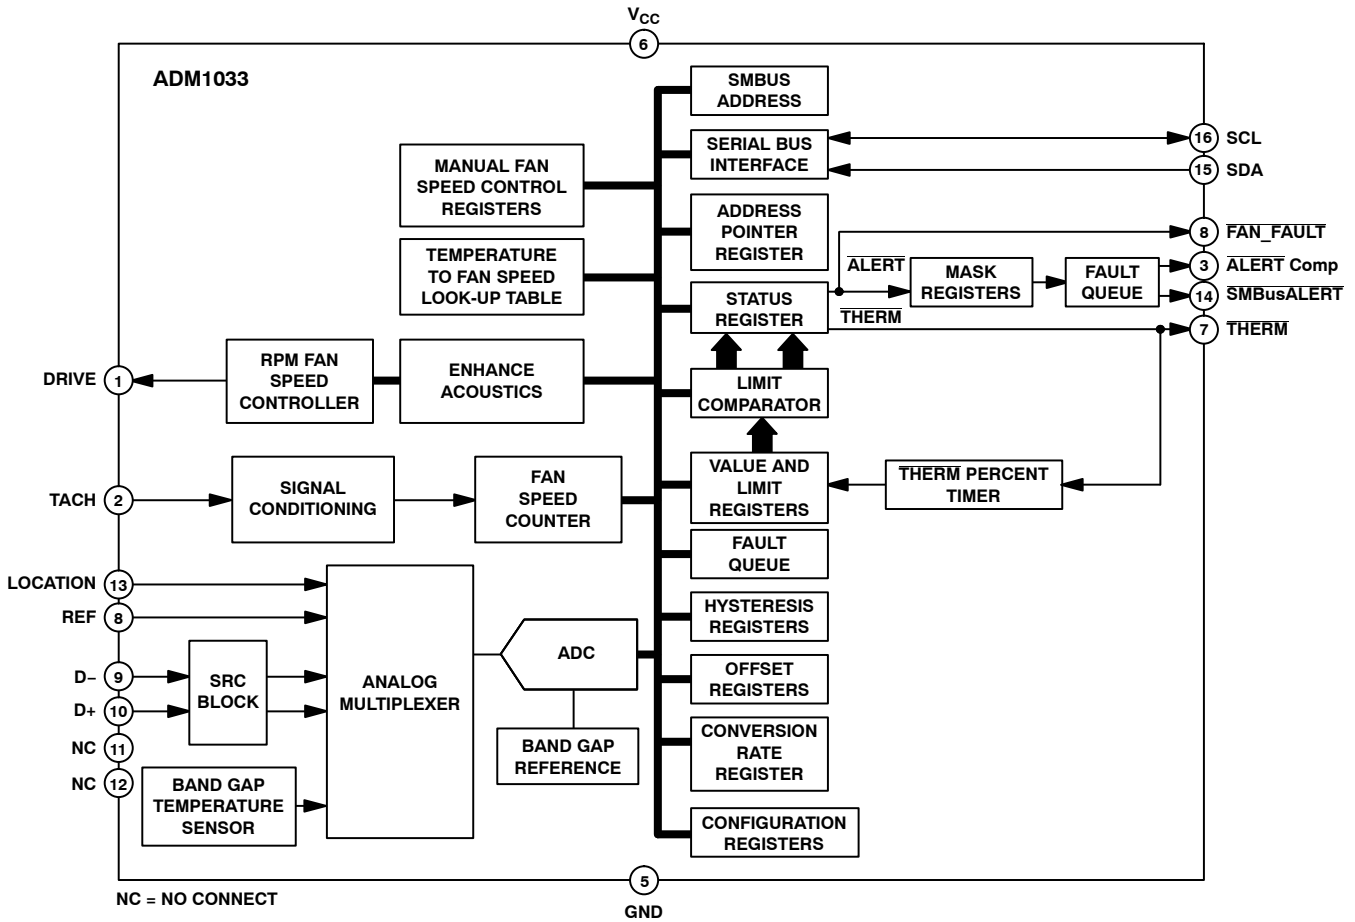 VCC
6
ADM1033
SMBUS
ADDRESS
SERIAL BUS
INTERFACE
16 SCL
15 SDA
MANUAL FAN
SPEED CONTROL
REGISTERS
ADDRESS
POINTER
REGISTER
8 FAN_FAULT
TEMPERATURE
TO FAN SPEED
LOOK-UP TABLE
STATUS
REGISTER
ALERT
THERM
MASK
REGISTERS
FAULT
QUEUE
3 ALERT Comp
14 SMBusALERT
7 THERM
DRIVE 1
RPM FAN
SPEED
CONTROLLER
ENHANCE
ACOUSTICS
LIMIT
COMPARATOR
TACH 2
SIGNAL
CONDITIONING
FAN
SPEED
COUNTER
VALUE AND
LIMIT
REGISTERS
THERM PERCENT
TIMER
FAULT
QUEUE
LOCATION 13
REF 8
D– 9
D+ 10
NC 11
NC 12
SRC
BLOCK
BAND GAP
TEMPERATURE
SENSOR
ANALOG
MULTIPLEXER
ADC
BAND GAP
REFERENCE
HYSTERESIS
REGISTERS
OFFSET
REGISTERS
CONVERSION
RATE
REGISTER
CONFIGURATION
REGISTERS
5
GND
NC = NO CONNECT